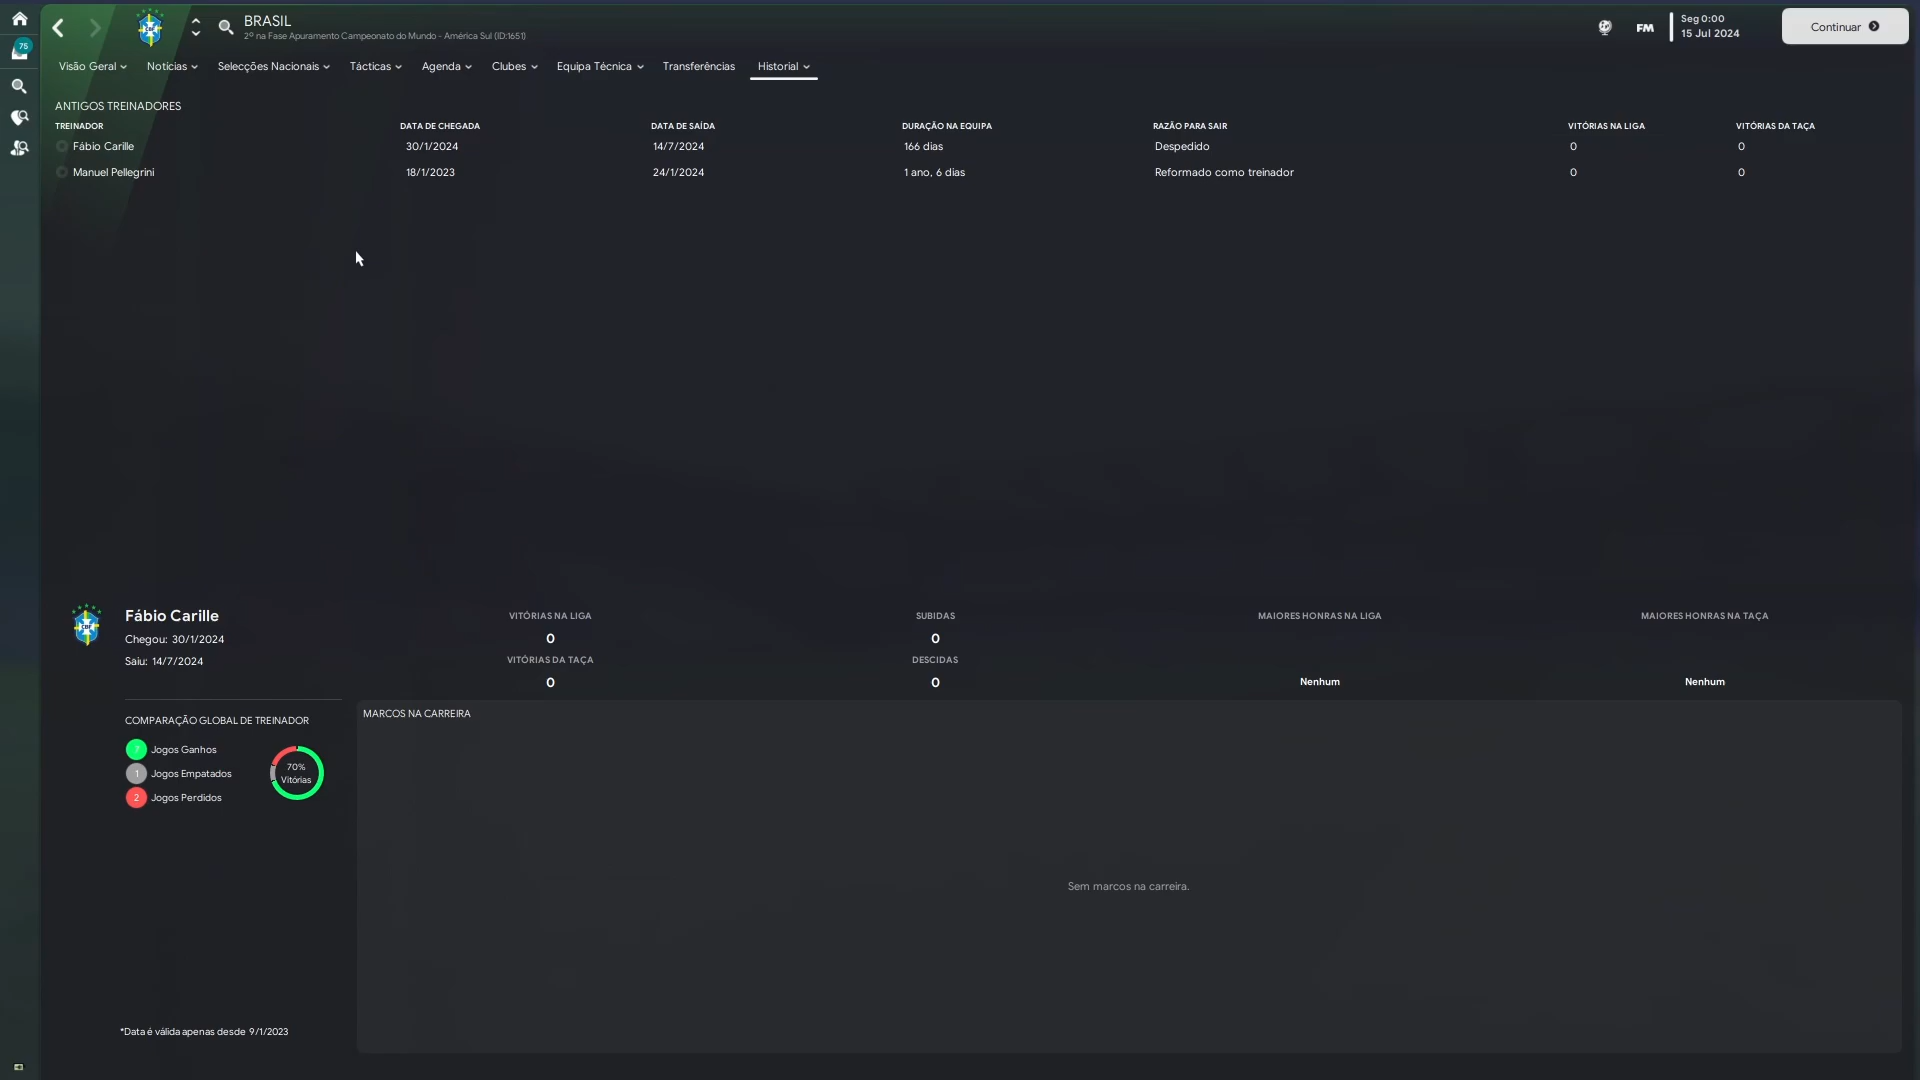 BRASIL
2º na Fase Apuramento Campeonato do Mundo - América Sul (ID:1651)
FM
Seg 0:00
15 Jul 2024
Continuar
75
Visão Geral
Notícias
Selecções Nacionais
Tácticas
Agenda
Clubes
Equipa Técnica
Transferências
Historial
ANTIGOS TREINADORES
TREINADOR DATA DE CHEGADA DATA DE SAÍDA DURAÇÃO NA EQUIPA RAZÃO PARA SAIR VITÓRIAS NA LIGA VITÓRIAS DA TAÇA
Fábio Carille 30/1/2024 14/7/2024 166 dias Despedido 0 0
Manuel Pellegrini 18/1/2023 24/1/2024 1 ano, 6 dias Reformado como treinador 0 0
Fábio Carille
Chegou: 30/1/2024
Saiu: 14/7/2024
VITÓRIAS NA LIGA
0
VITÓRIAS DA TAÇA
0
SUBIDAS
0
DESCIDAS
0
MAIORES HONRAS NA LIGA
Nenhum
MAIORES HONRAS NA TAÇA
Nenhum
COMPARAÇÃO GLOBAL DE TREINADOR
7 Jogos Ganhos
1 Jogos Empatados
2 Jogos Perdidos
70%
Vitórias
MARCOS NA CARREIRA
Sem marcos na carreira.
*Data é válida apenas desde 9/1/2023